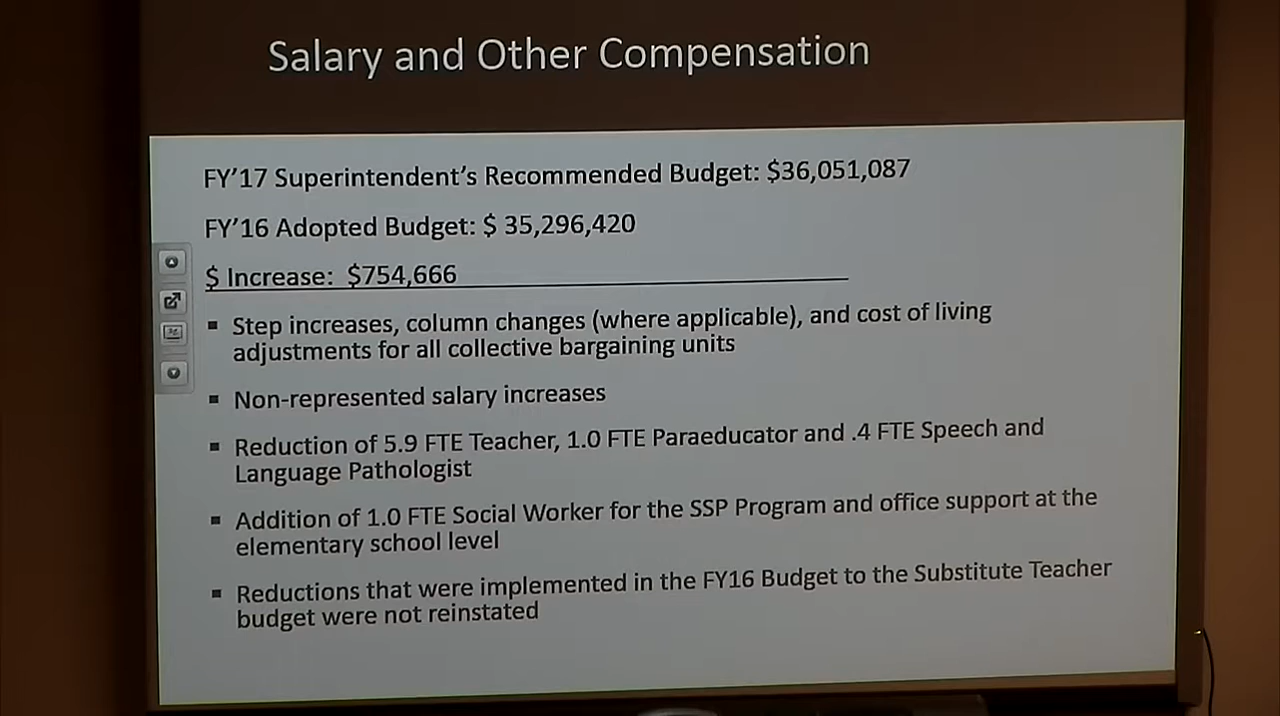 Salary and Other Compensation
FY'17 Superintendent's Recommended Budget: $36,051,087
FY'16 Adopted Budget: $ 35,296,420
$ Increase: $754,666
▪ Step increases, column changes (where applicable), and cost of living
adjustments for all collective bargaining units
▪ Non-represented salary increases
▪ Reduction of 5.9 FTE Teacher, 1.0 FTE Paraeducator and .4 FTE Speech and
Language Pathologist
▪ Addition of 1.0 FTE Social Worker for the SSP Program and office support at the
elementary school level
▪ Reductions that were implemented in the FY16 Budget to the Substitute Teacher
budget were not reinstated